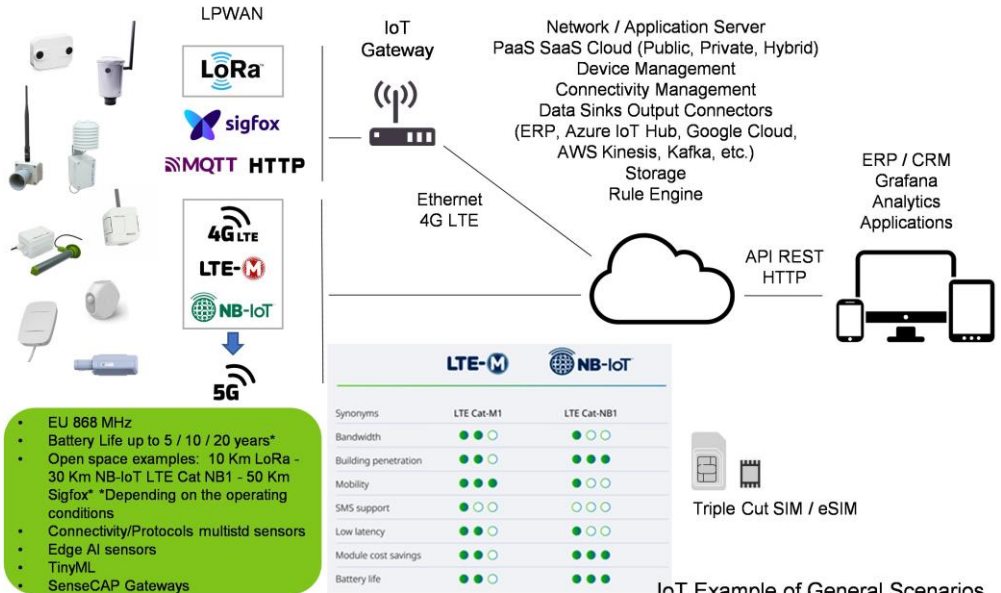 LPWAN
LoRa™
sigfox
MQTT HTTP
4G LTE
LTE-M
NB-IoT
5G
IoT
Gateway
Ethernet
4G LTE
Network / Application Server
PaaS SaaS Cloud (Public, Private, Hybrid)
Device Management
Connectivity Management
Data Sinks Output Connectors
(ERP, Azure IoT Hub, Google Cloud,
AWS Kinesis, Kafka, etc.)
Storage
Rule Engine
API REST
HTTP
ERP / CRM
Grafana
Analytics
Applications
• EU 868 MHz
• Battery Life up to 5 / 10 / 20 years*
• Open space examples: 10 Km LoRa -
30 Km NB-IoT LTE Cat NB1 - 50 Km
Sigfox* *Depending on the operating
conditions
• Connectivity/Protocols multistd sensors
• Edge AI sensors
• TinyML
• SenseCAP Gateways
LTE-M NB-IoT
Synonyms LTE Cat-M1 LTE Cat-NB1
Bandwidth
Building penetration
Mobility
SMS support
Low latency
Module cost savings
Battery life
Triple Cut SIM / eSIM
IoT Example of General Scenarios